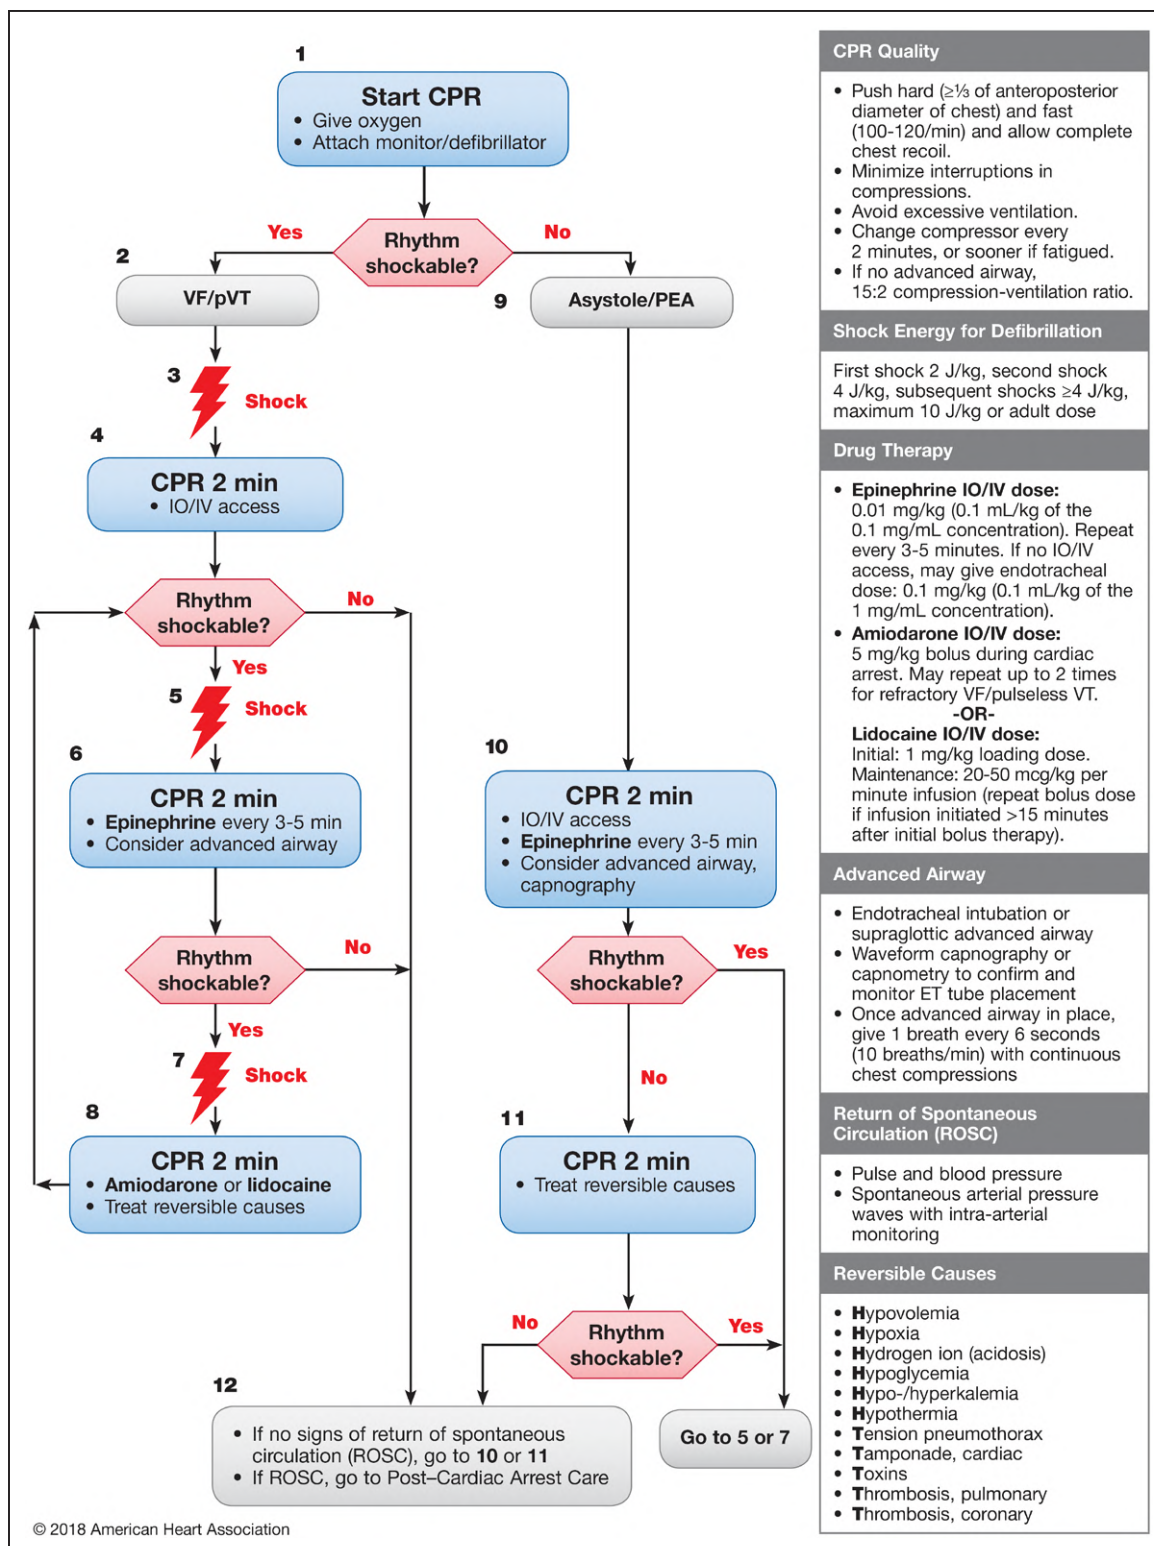 1
Start CPR
• Give oxygen
• Attach monitor/defibrillator
Rhythm
shockable?
Yes
No
2
VF/pVT
3
Shock
4
CPR 2 min
• IO/IV access
Rhythm
shockable?
No
Yes
5
Shock
6
CPR 2 min
• Epinephrine every 3-5 min
• Consider advanced airway
Rhythm
shockable?
No
Yes
7
Shock
8
CPR 2 min
• Amiodarone or lidocaine
• Treat reversible causes
9
Asystole/PEA
10
CPR 2 min
• IO/IV access
• Epinephrine every 3-5 min
• Consider advanced airway,
capnography
Rhythm
shockable?
Yes
No
11
CPR 2 min
• Treat reversible causes
Rhythm
shockable?
No
Yes
12
• If no signs of return of spontaneous
circulation (ROSC), go to 10 or 11
• If ROSC, go to Post–Cardiac Arrest Care
Go to 5 or 7
© 2018 American Heart Association
CPR Quality
• Push hard (≥⅓ of anteroposterior
diameter of chest) and fast
(100-120/min) and allow complete
chest recoil.
• Minimize interruptions in
compressions.
• Avoid excessive ventilation.
• Change compressor every
2 minutes, or sooner if fatigued.
• If no advanced airway,
15:2 compression-ventilation ratio.
Shock Energy for Defibrillation
First shock 2 J/kg, second shock
4 J/kg, subsequent shocks ≥4 J/kg,
maximum 10 J/kg or adult dose
Drug Therapy
• Epinephrine IO/IV dose:
0.01 mg/kg (0.1 mL/kg of the
0.1 mg/mL concentration). Repeat
every 3-5 minutes. If no IO/IV
access, may give endotracheal
dose: 0.1 mg/kg (0.1 mL/kg of the
1 mg/mL concentration).
• Amiodarone IO/IV dose:
5 mg/kg bolus during cardiac
arrest. May repeat up to 2 times
for refractory VF/pulseless VT.
-OR-
Lidocaine IO/IV dose:
Initial: 1 mg/kg loading dose.
Maintenance: 20-50 mcg/kg per
minute infusion (repeat bolus dose
if infusion initiated >15 minutes
after initial bolus therapy).
Advanced Airway
• Endotracheal intubation or
supraglottic advanced airway
• Waveform capnography or
capnometry to confirm and
monitor ET tube placement
• Once advanced airway in place,
give 1 breath every 6 seconds
(10 breaths/min) with continuous
chest compressions
Return of Spontaneous
Circulation (ROSC)
• Pulse and blood pressure
• Spontaneous arterial pressure
waves with intra-arterial
monitoring
Reversible Causes
• Hypovolemia
• Hypoxia
• Hydrogen ion (acidosis)
• Hypoglycemia
• Hypo-/hyperkalemia
• Hypothermia
• Tension pneumothorax
• Tamponade, cardiac
• Toxins
• Thrombosis, pulmonary
• Thrombosis, coronary